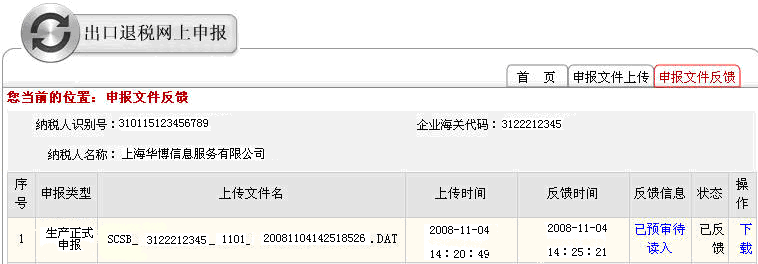 出口退税网上申报
首 页 申报文件上传 申报文件反馈
您当前的位置：申报文件反馈
纳税人识别号：310115123456789 企业海关代码：3122212345
纳税人名称：上海华博信息服务有限公司
序号 申报类型 上传文件名 上传时间 反馈时间 反馈信息 状态 操作
1 生产正式申报 SCSB_ 3122212345_ 1101_ 20081104142518526.DAT 2008-11-04 14:20:49 2008-11-04 14:25:21 已预审待读入 已反馈 下载